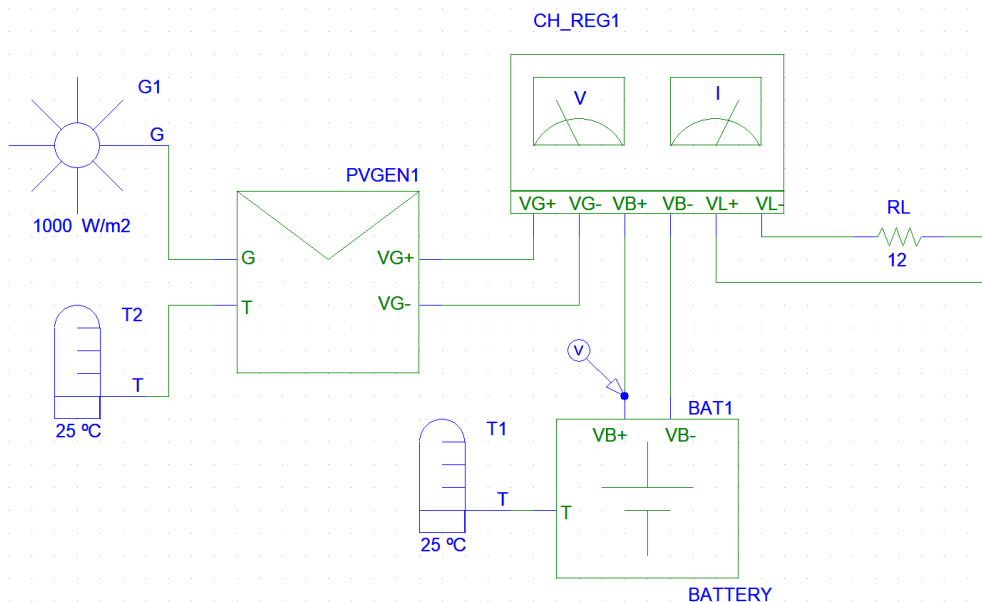 CH_REG1
G1
V
I
G
PVGEN1
VG+ VG- VB+ VB- VL+ VL-
RL
1000 W/m2
G
VG+
12
T2
T
VG-
V
T
25 ºC
BAT1
T1
VB+
VB-
T
T
25 ºC
BATTERY